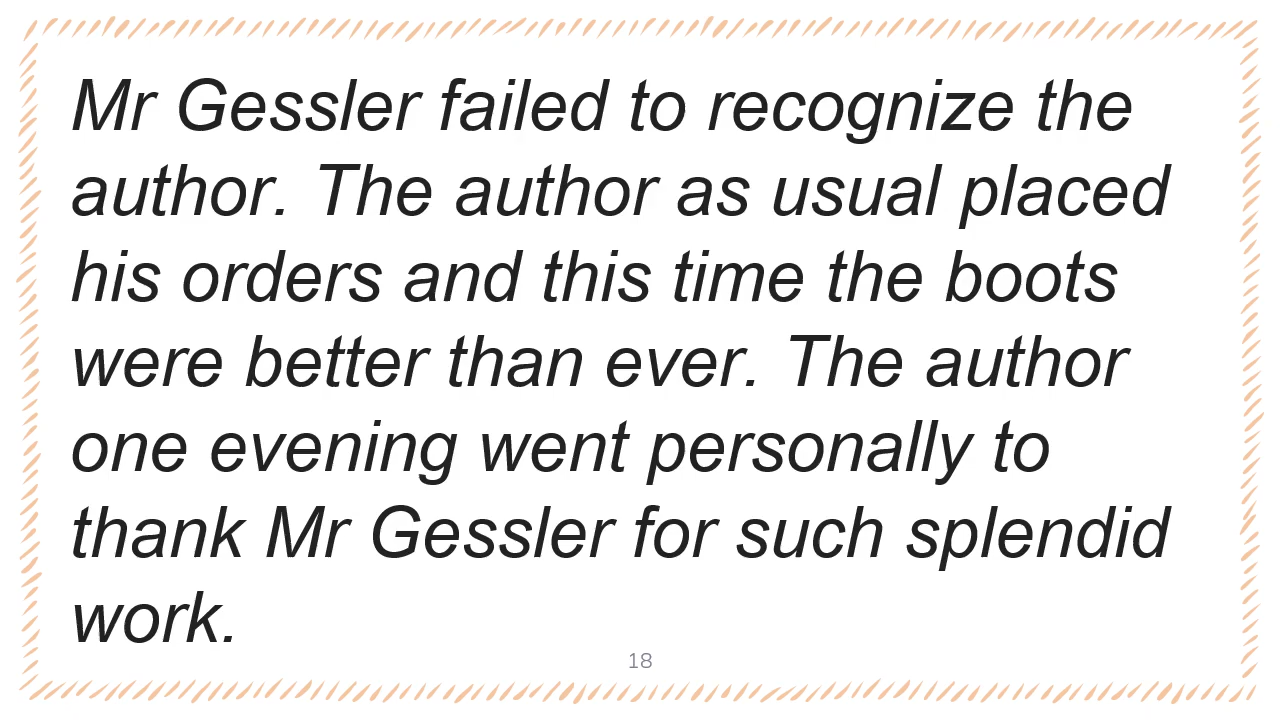 Mr Gessler failed to recognize the
author. The author as usual placed
his orders and this time the boots
were better than ever. The author
one evening went personally to
thank Mr Gessler for such splendid
work.
18